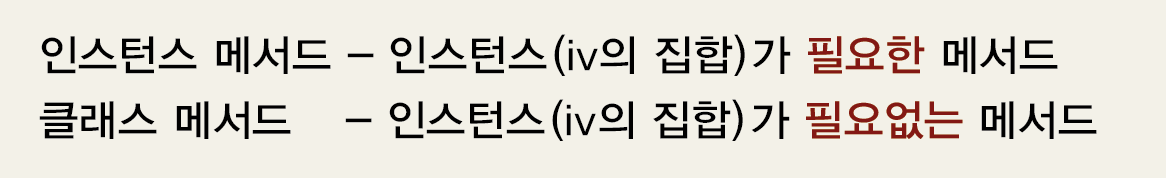 인스턴스 메서드 – 인스턴스(iv의 집합)가 필요한 메서드
클래스 메서드 – 인스턴스(iv의 집합)가 필요없는 메서드